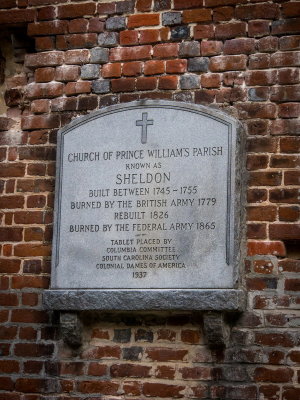 CHURCH OF PRINCE WILLIAM'S PARISH
KNOWN AS
SHELDON
BUILT BETWEEN 1745-1755
BURNED BY THE BRITISH ARMY 1779
REBUILT 1826
BURNED BY THE FEDERAL ARMY 1865
TABLET PLACED BY
COLUMBIA COMMITTEE
SOUTH CAROLINA SOCIETY
COLONIAL DAMES OF AMERICA
1937